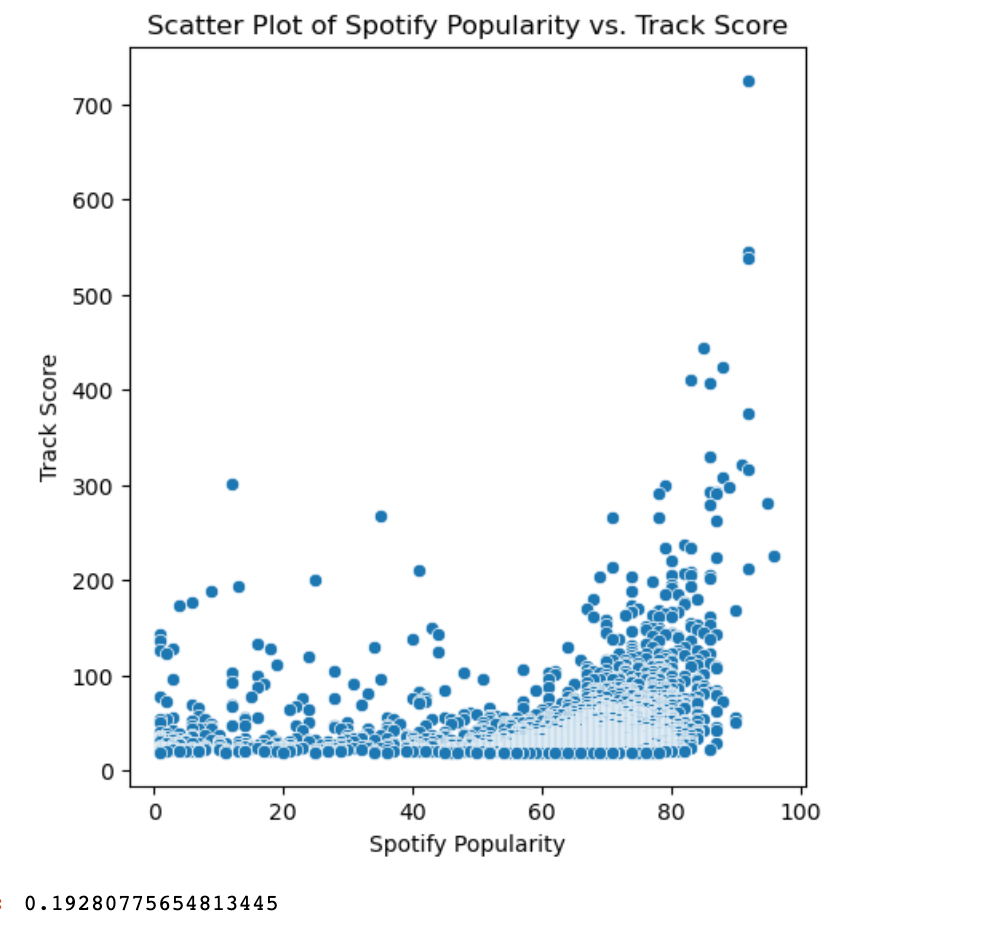 Scatter Plot of Spotify Popularity vs. Track Score
700
600
500
400
300
200
100
0
Track Score
0 20 40 60 80 100
Spotify Popularity
: 0.19280775654813445